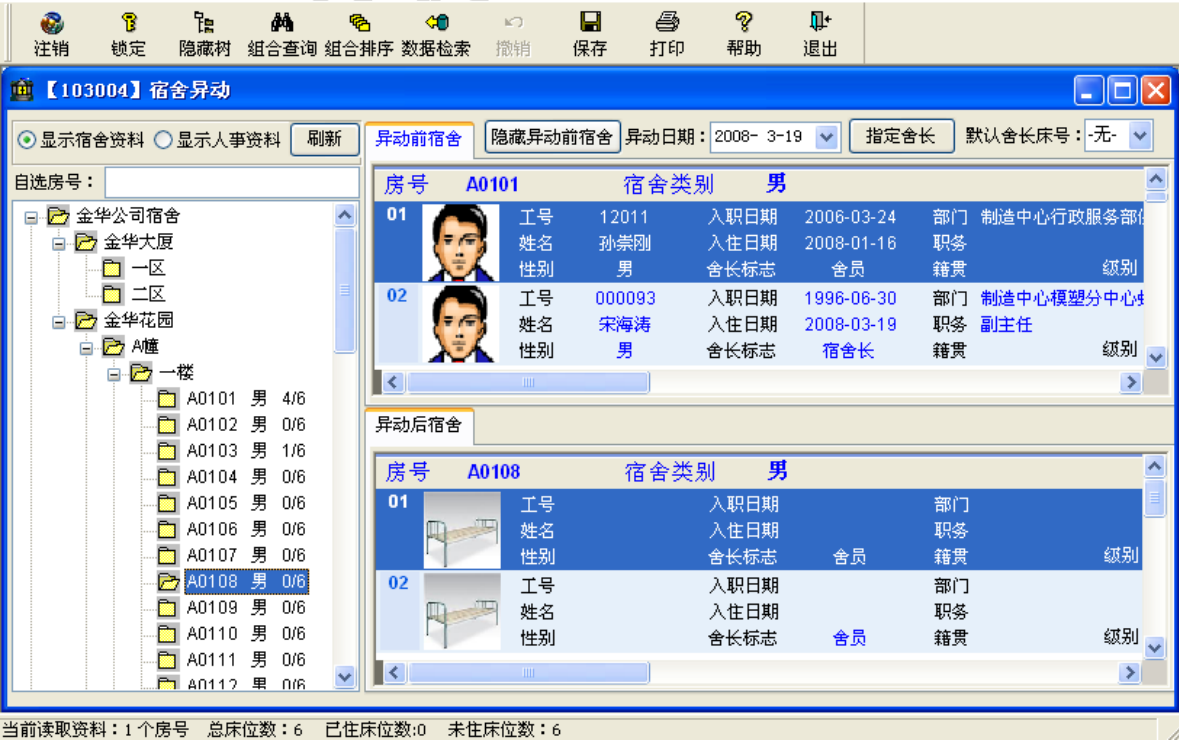 注销 锁定 隐藏树 组合查询 组合排序 数据检索 撤销 保存 打印 帮助 退出
【103004】宿舍异动
显示宿舍资料 显示人事资料 刷新
自选房号：
金华公司宿舍
金华大厦
一区
二区
金华花园
A幢
一楼
A0101 男 4/6
A0102 男 0/6
A0103 男 1/6
A0104 男 0/6
A0105 男 0/6
A0106 男 0/6
A0107 男 0/6
A0108 男 0/6
A0109 男 0/6
A0110 男 0/6
A0111 男 0/6
A0112 男 0/6
异动前宿舍 隐藏异动前宿舍 异动日期：2008- 3-19 指定舍长 默认舍长床号：-无-
房号 A0101 宿舍类别 男
01 工号 12011 入职日期 2006-03-24 部门 制造中心行政服务部
姓名 孙崇刚 入住日期 2008-01-16 职务
性别 男 舍长标志 舍员 籍贯 级别
02 工号 000093 入职日期 1996-06-30 部门 制造中心模塑分中心
姓名 宋海涛 入住日期 2008-03-19 职务 副主任
性别 男 舍长标志 宿舍长 籍贯 级别
异动后宿舍
房号 A0108 宿舍类别 男
01 工号 入职日期 部门
姓名 入住日期 职务
性别 舍长标志 舍员 籍贯 级别
02 工号 入职日期 部门
姓名 入住日期 职务
性别 舍长标志 舍员 籍贯 级别
当前读取资料：1个房号 总床位数：6 已住床位数:0 未住床位数：6